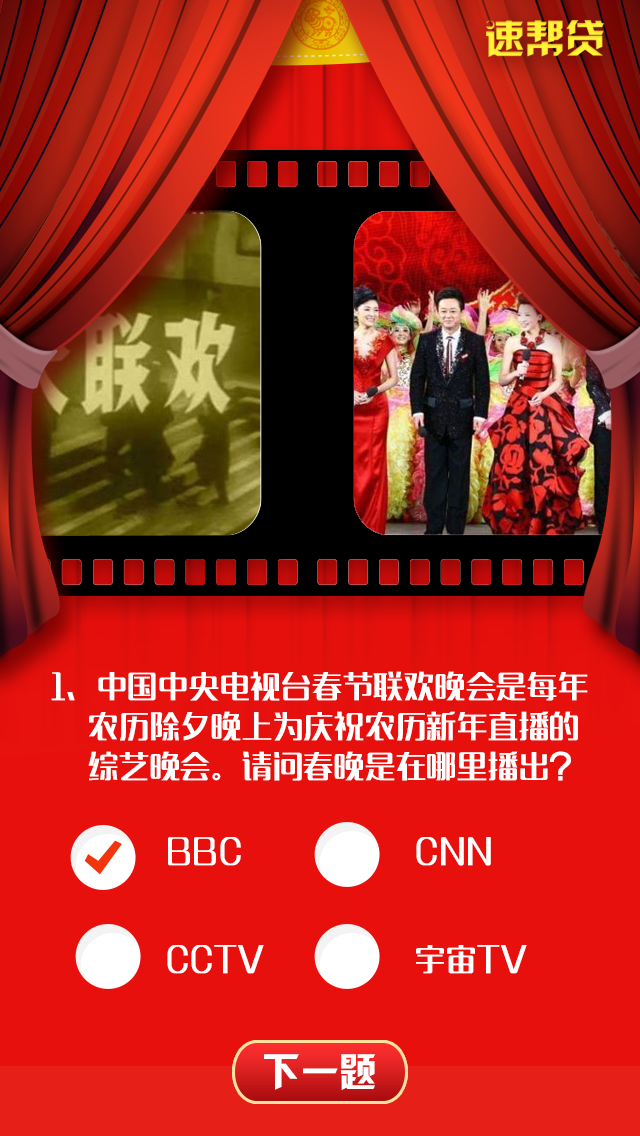 速帮贷
联欢
1、中国中央电视台春节联欢晚会是每年
农历除夕晚上为庆祝农历新年直播的
综艺晚会。请问春晚是在哪里播出？
BBC
CNN
CCTV
宇宙TV
下一题